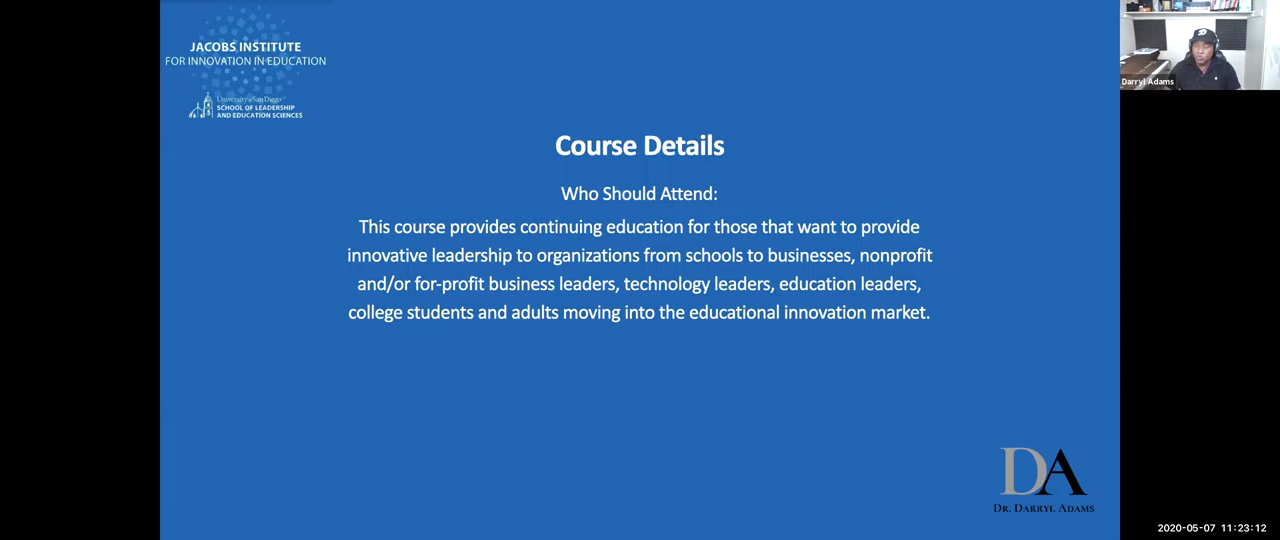 JACOBS INSTITUTE
FOR INNOVATION IN EDUCATION
University of San Diego
SCHOOL OF LEADERSHIP
AND EDUCATION SCIENCES
Darryl Adams
Course Details
Who Should Attend:
This course provides continuing education for those that want to provide
innovative leadership to organizations from schools to businesses, nonprofit
and/or for-profit business leaders, technology leaders, education leaders,
college students and adults moving into the educational innovation market.
DA
DR. DARRYL ADAMS
2020-05-07 11:23:12